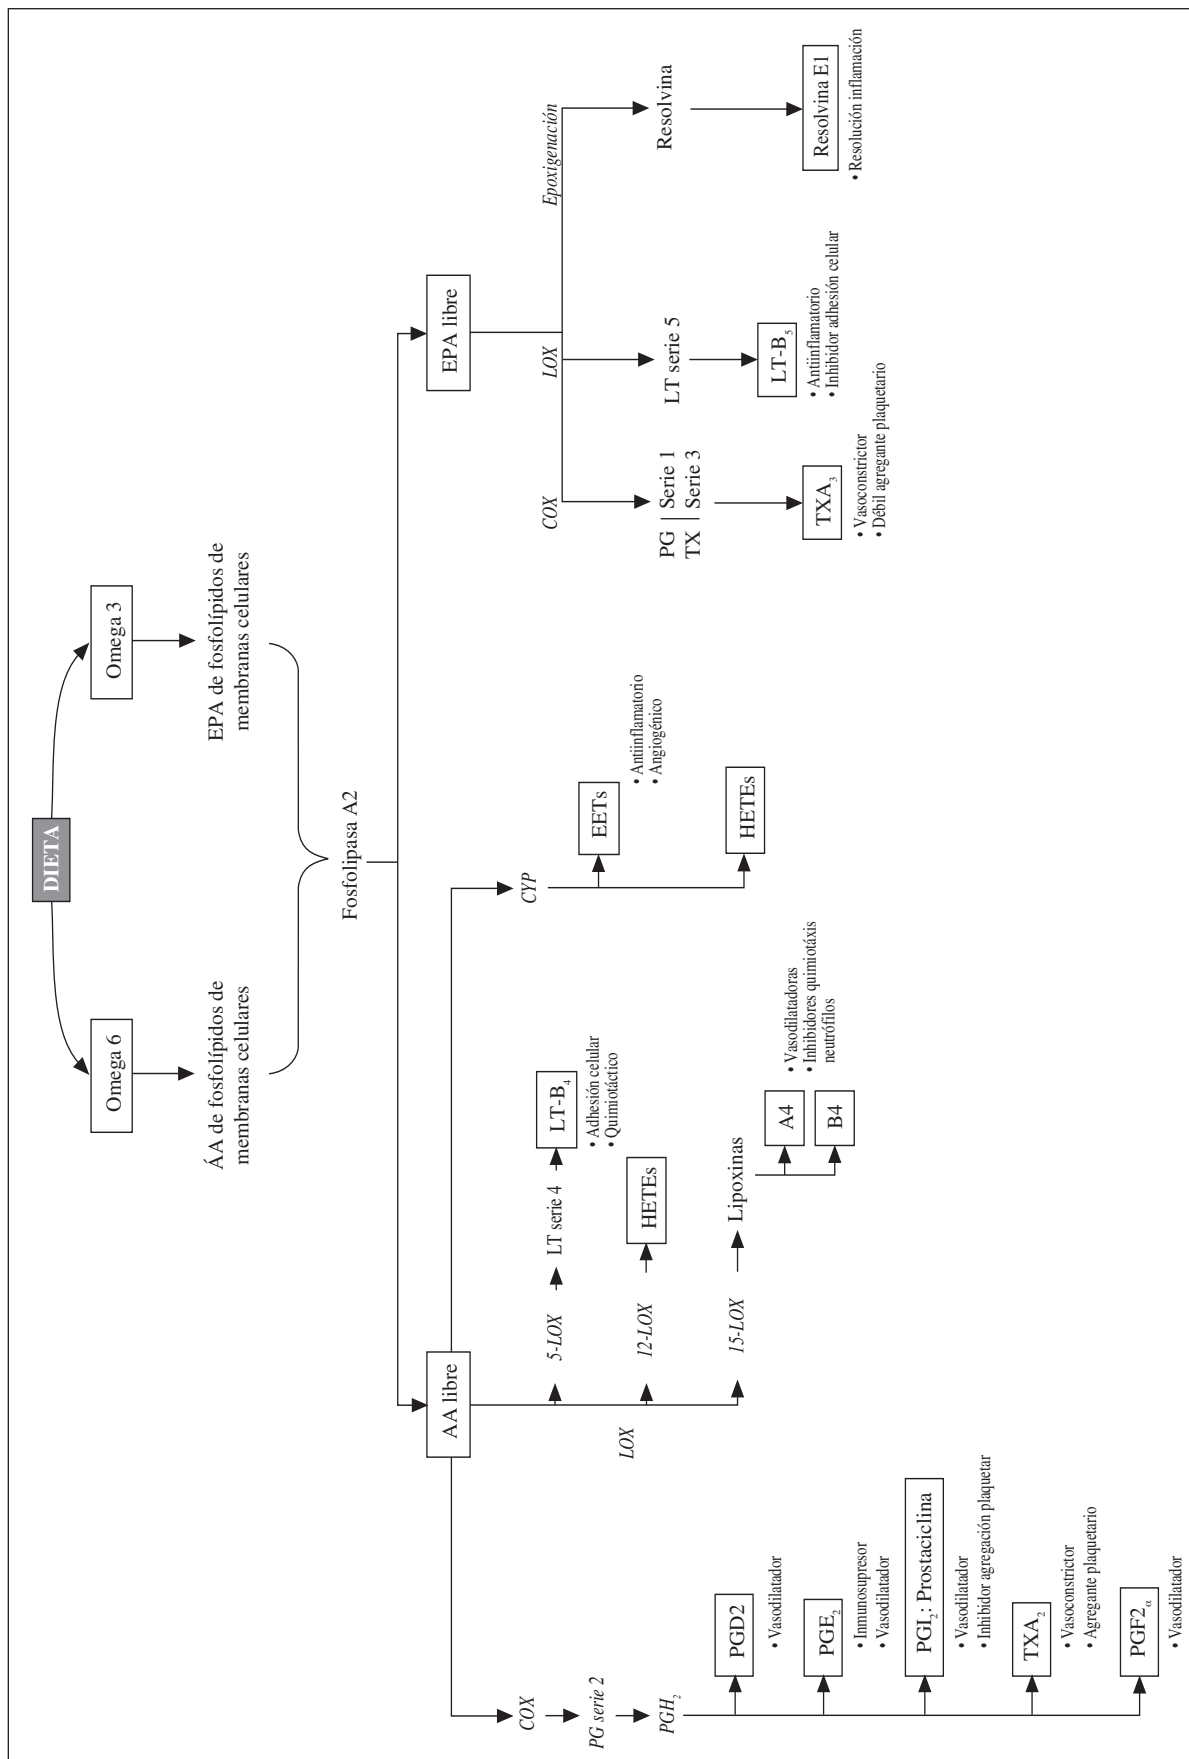 DIETA
Omega 6
Omega 3
ÁA de fosfolípidos de
membranas celulares
EPA de fosfolípidos de
membranas celulares
Fosfolipasa A2
AA libre
EPA libre
COX
PG serie 2
PGH2
PGD2
• Vasodilatador
PGE2
• Inmunosupresor
• Vasodilatador
PGI2: Prostaciclina
• Vasodilatador
• Inhibidor agregación plaquetar
TXA2
• Vasoconstrictor
• Agregante plaquetario
PGF2α
• Vasodilatador
LOX
5-LOX
LT serie 4
LT-B4
• Adhesión celular
• Quimiotáctico
12-LOX
HETEs
15-LOX
Lipoxinas
A4
B4
• Vasodilatadoras
• Inhibidores quimiotáxis
neutrófilos
CYP
EETs
• Antiinflamatorio
• Angiogénico
HETEs
COX
PG | Serie 1
TX | Serie 3
TXA3
• Vasoconstrictor
• Débil agregante plaquetario
LOX
LT serie 5
LT-B5
• Antiinflamatorio
• Inhibidor adhesión celular
Epoxigenación
Resolvina
Resolvina E1
• Resolución inflamación